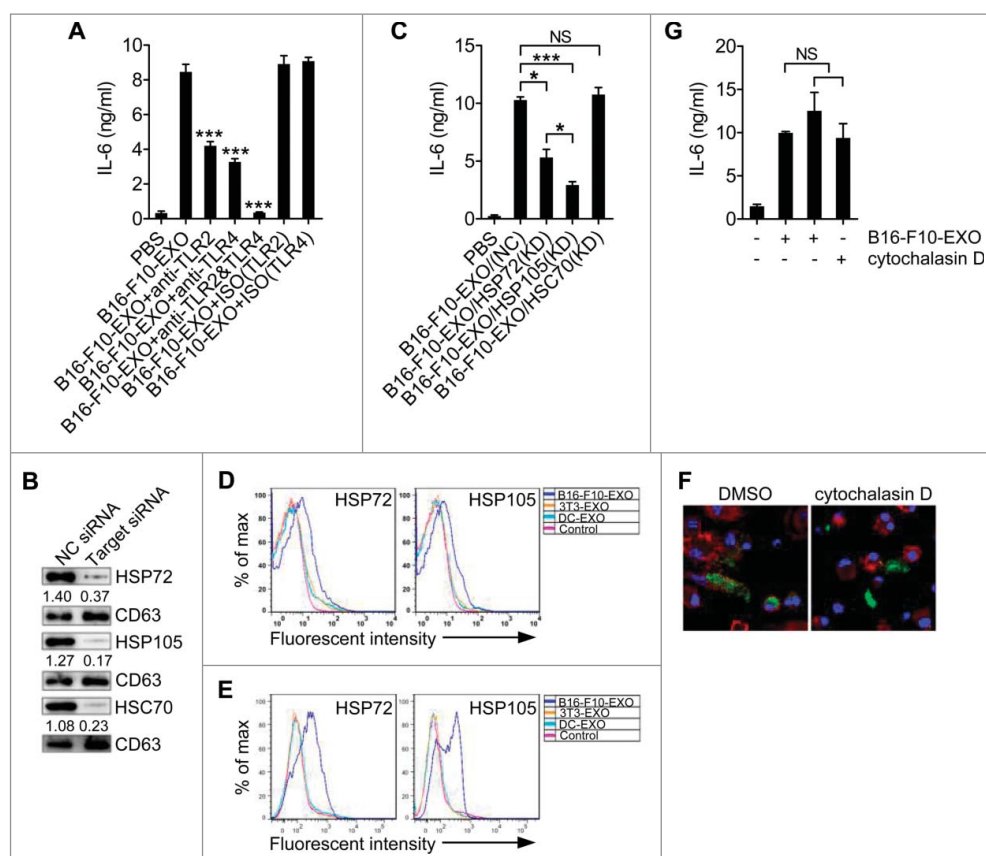 A
IL-6 (ng/ml)
10
8
6
4
2
0
***
***
***
PBS
B16-F10-EXO
B16-F10-EXO+anti-TLR2
B16-F10-EXO+anti-TLR4
B16-F10-EXO+anti-TLR2&TLR4
B16-F10-EXO+ISO(TLR2)
B16-F10-EXO+ISO(TLR4)
C
IL-6 (ng/ml)
15
10
5
0
NS
***
*
*
PBS
B16-F10-EXO/(NC)
B16-F10-EXO/HSP72(KD)
B16-F10-EXO/HSP105(KD)
B16-F10-EXO/HSC70(KD)
G
IL-6 (ng/ml)
20
15
10
5
0
NS
- + + - B16-F10-EXO
- - + + cytochalasin D
B
NC siRNA
Target siRNA
HSP72
1.40 0.37
CD63
HSP105
1.27 0.17
CD63
HSC70
1.08 0.23
CD63
D
% of max
HSP72
HSP105
B16-F10-EXO
3T3-EXO
DC-EXO
Control
Fluorescent intensity
E
% of max
HSP72
HSP105
B16-F10-EXO
3T3-EXO
DC-EXO
Control
Fluorescent intensity
F
DMSO
cytochalasin D